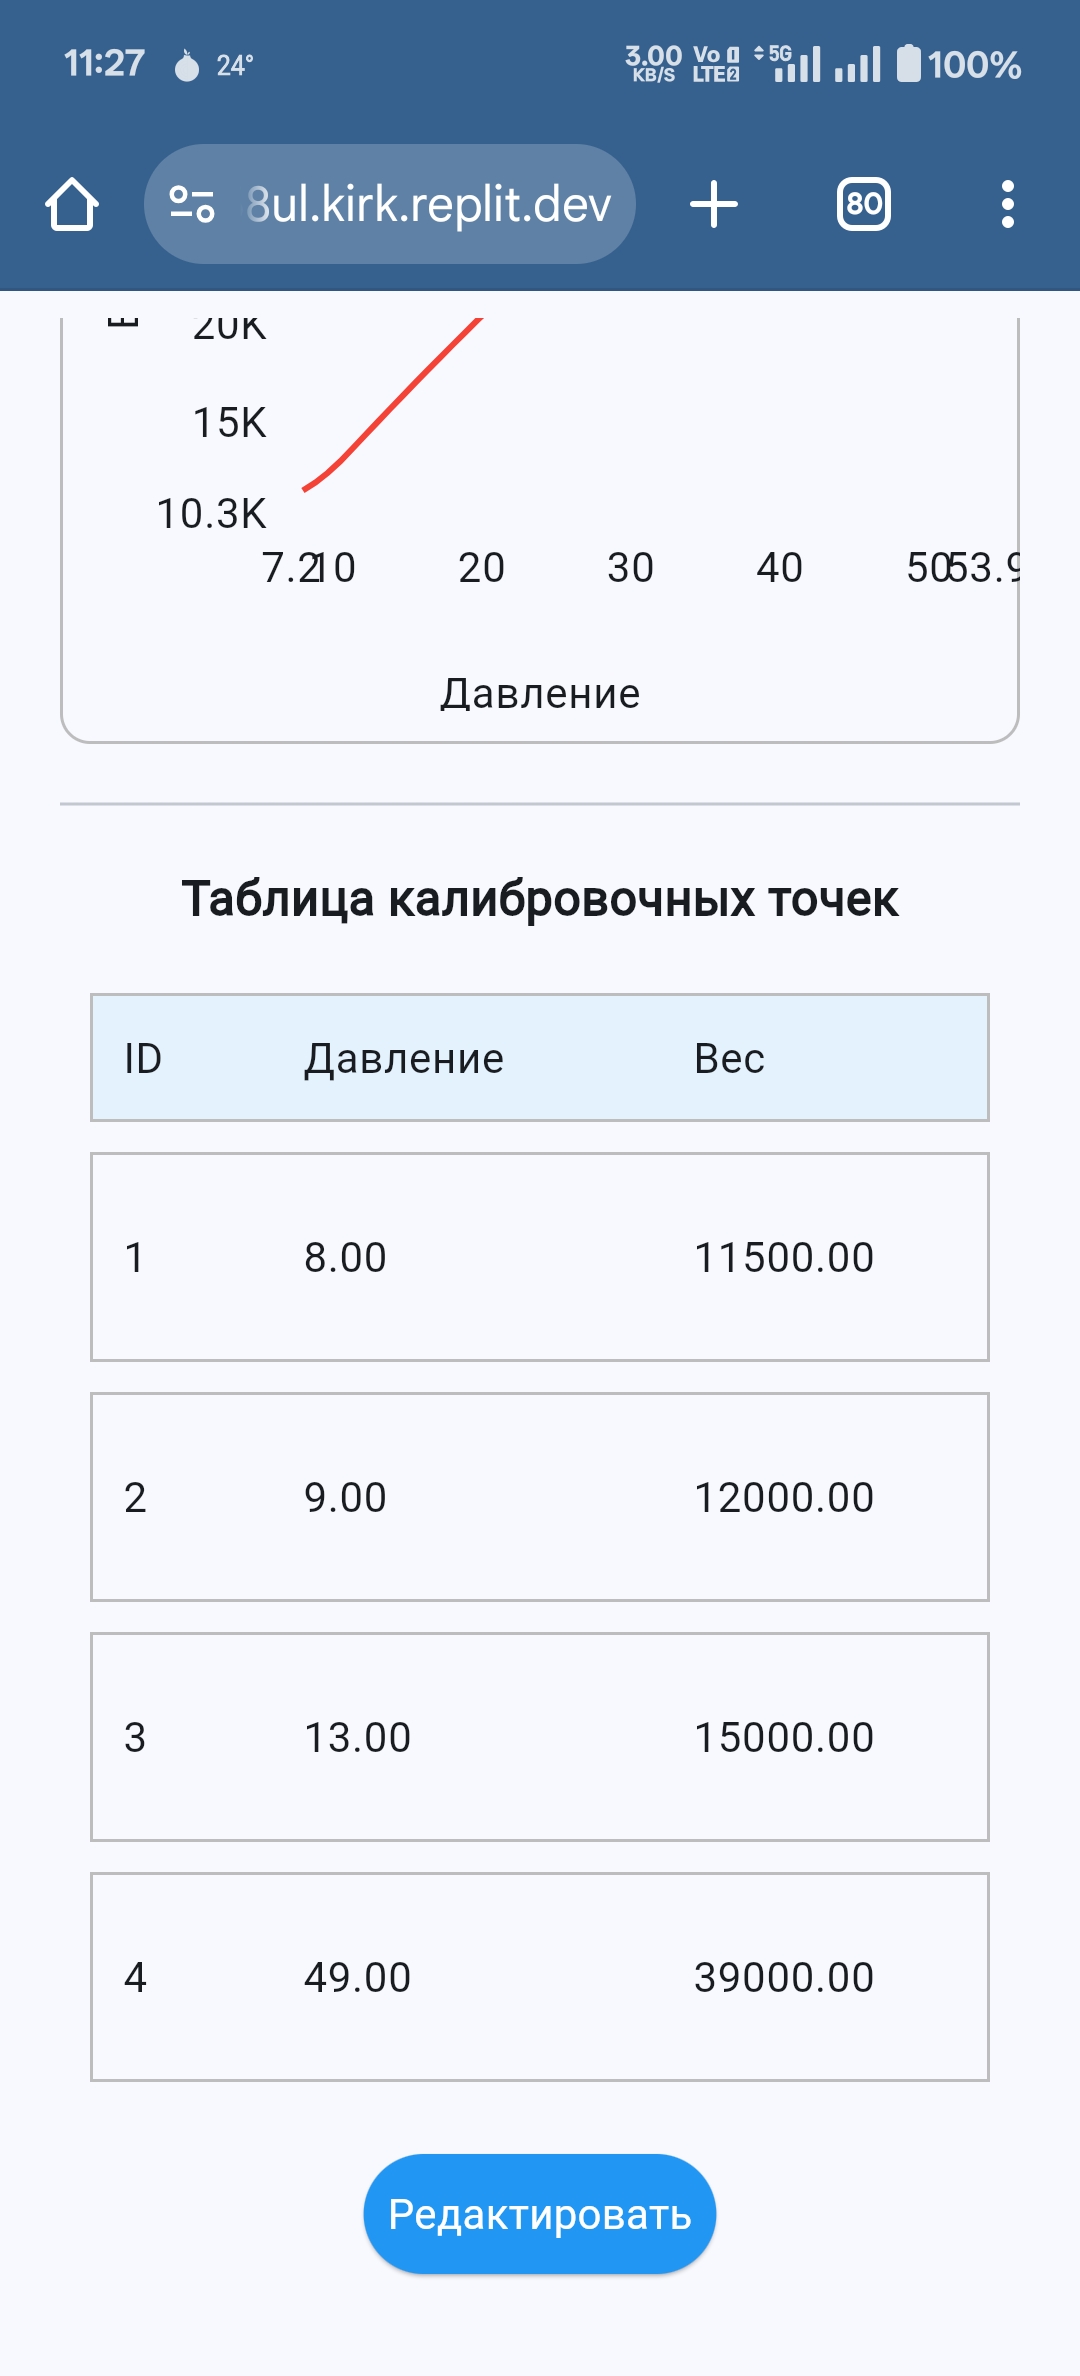 11:27 24° 3.00 KB/S Vo 1 LTE 2 5G 100%
8ul.kirk.replit.dev 80
20K
15K
10.3K
7.2 10 20 30 40 50 53.9
Давление
Таблица калибровочных точек
ID Давление Вес
1 8.00 11500.00
2 9.00 12000.00
3 13.00 15000.00
4 49.00 39000.00
Редактировать